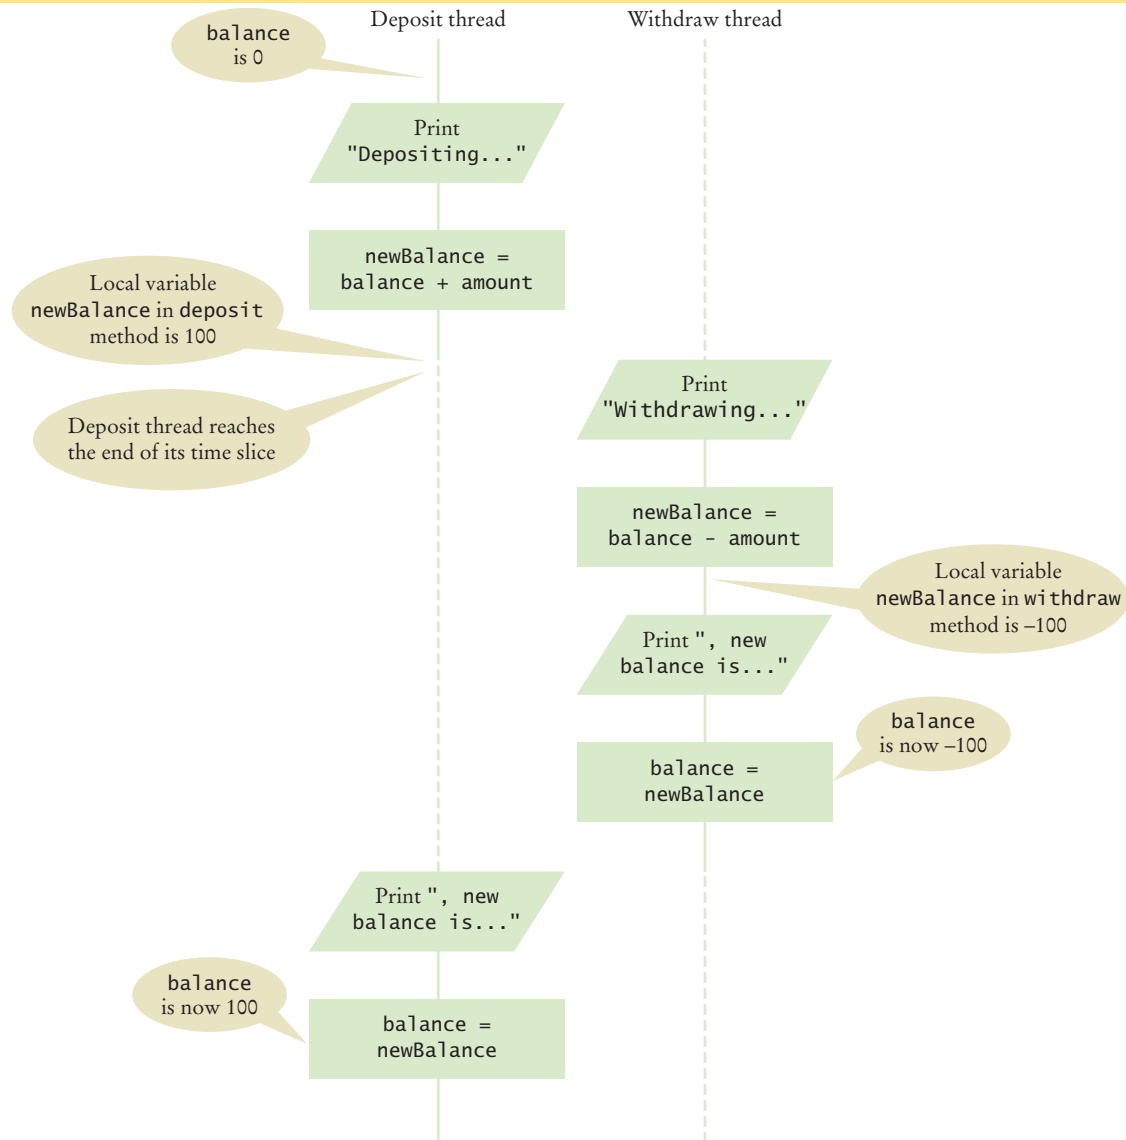 Deposit thread
Withdraw thread
balance
is 0
Print
"Depositing..."
newBalance =
balance + amount
Local variable
newBalance in deposit
method is 100
Deposit thread reaches
the end of its time slice
Print
"Withdrawing..."
newBalance =
balance - amount
Local variable
newBalance in withdraw
method is –100
Print ", new
balance is..."
balance
is now –100
balance =
newBalance
Print ", new
balance is..."
balance
is now 100
balance =
newBalance